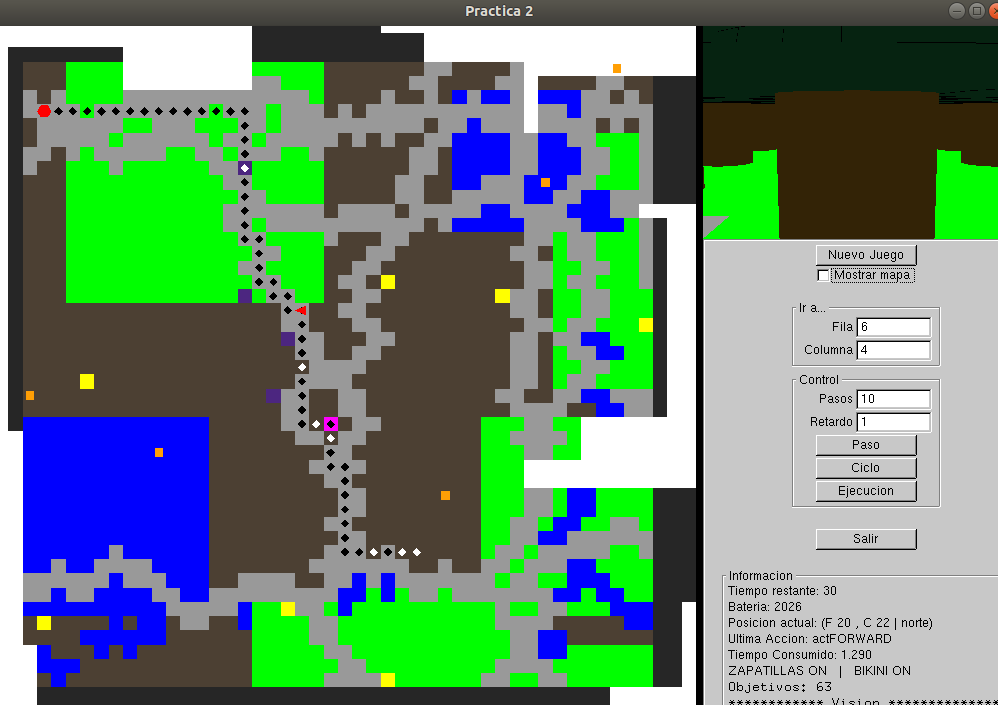 Practica 2
Nuevo Juego
Mostrar mapa
Ir a...
Fila 6
Columna 4
Control
Pasos 10
Retardo 1
Paso
Ciclo
Ejecucion
Salir
Informacion
Tiempo restante: 30
Bateria: 2026
Posicion actual: (F 20 , C 22 | norte)
Ultima Accion: actFORWARD
Tiempo Consumido: 1.290
ZAPATILLAS ON | BIKINI ON
Objetivos: 63
************ Vision **************